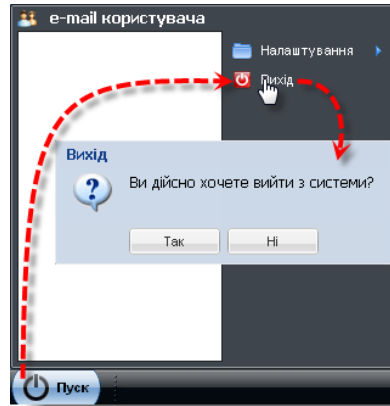 e-mail користувача
Налаштування
Вихід
Вихід
Ви дійсно хочете вийти з системи?
Так
Ні
Пуск